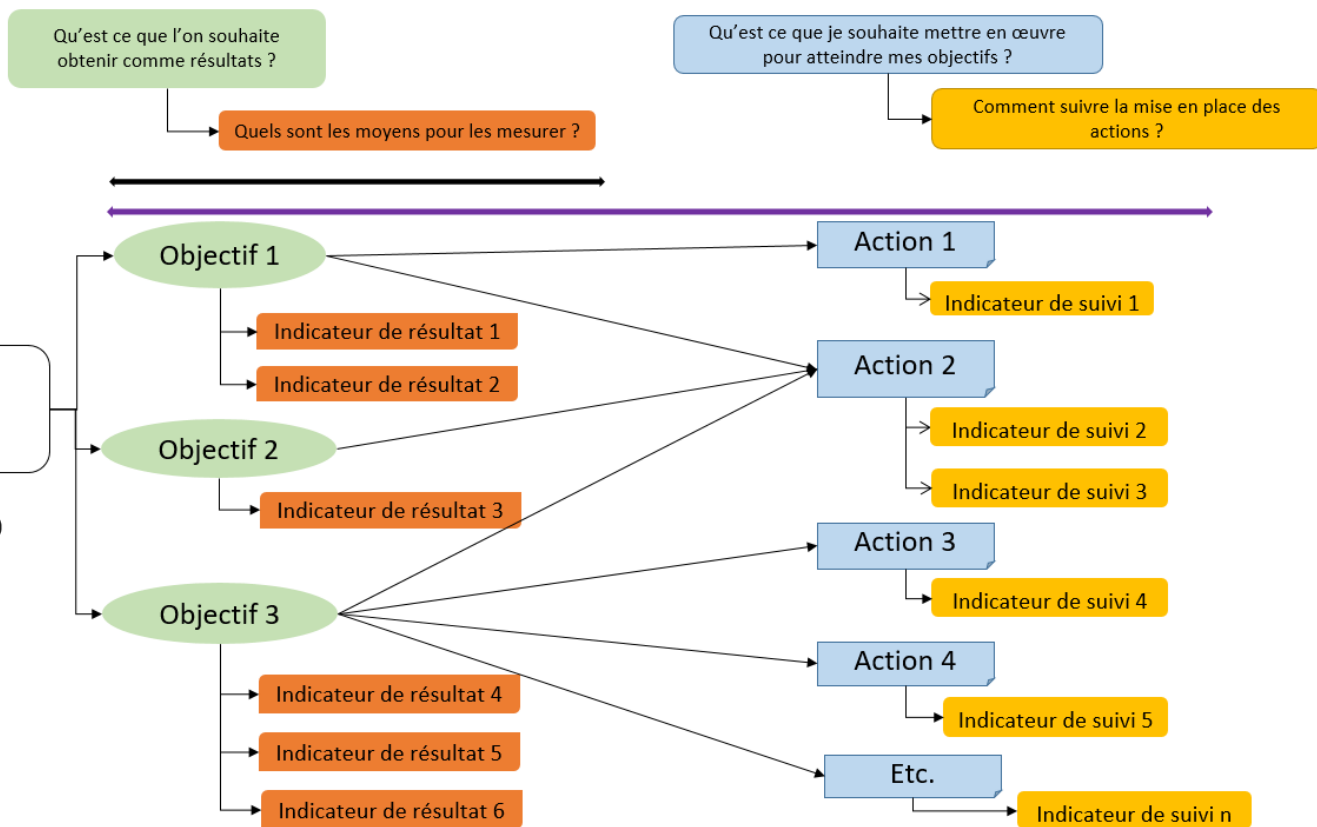 Qu'est ce que l'on souhaite
obtenir comme résultats ?
Quels sont les moyens pour les mesurer ?
Qu'est ce que je souhaite mettre en œuvre
pour atteindre mes objectifs ?
Comment suivre la mise en place des
actions ?
Objectif 1
Indicateur de résultat 1
Indicateur de résultat 2
Objectif 2
Indicateur de résultat 3
)
Objectif 3
Indicateur de résultat 4
Indicateur de résultat 5
Indicateur de résultat 6
Action 1
Indicateur de suivi 1
Action 2
Indicateur de suivi 2
Indicateur de suivi 3
Action 3
Indicateur de suivi 4
Action 4
Indicateur de suivi 5
Etc.
Indicateur de suivi n